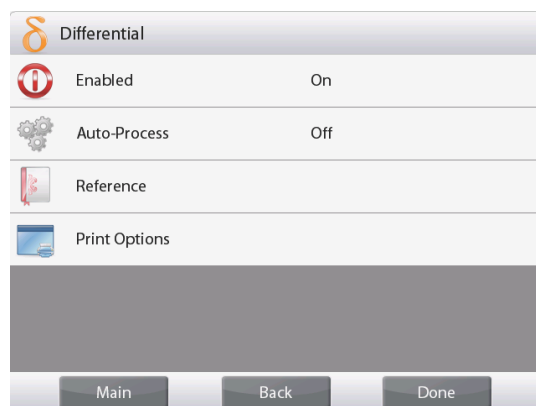 δ Differential
Enabled On
Auto-Process Off
Reference
Print Options
Main Back Done